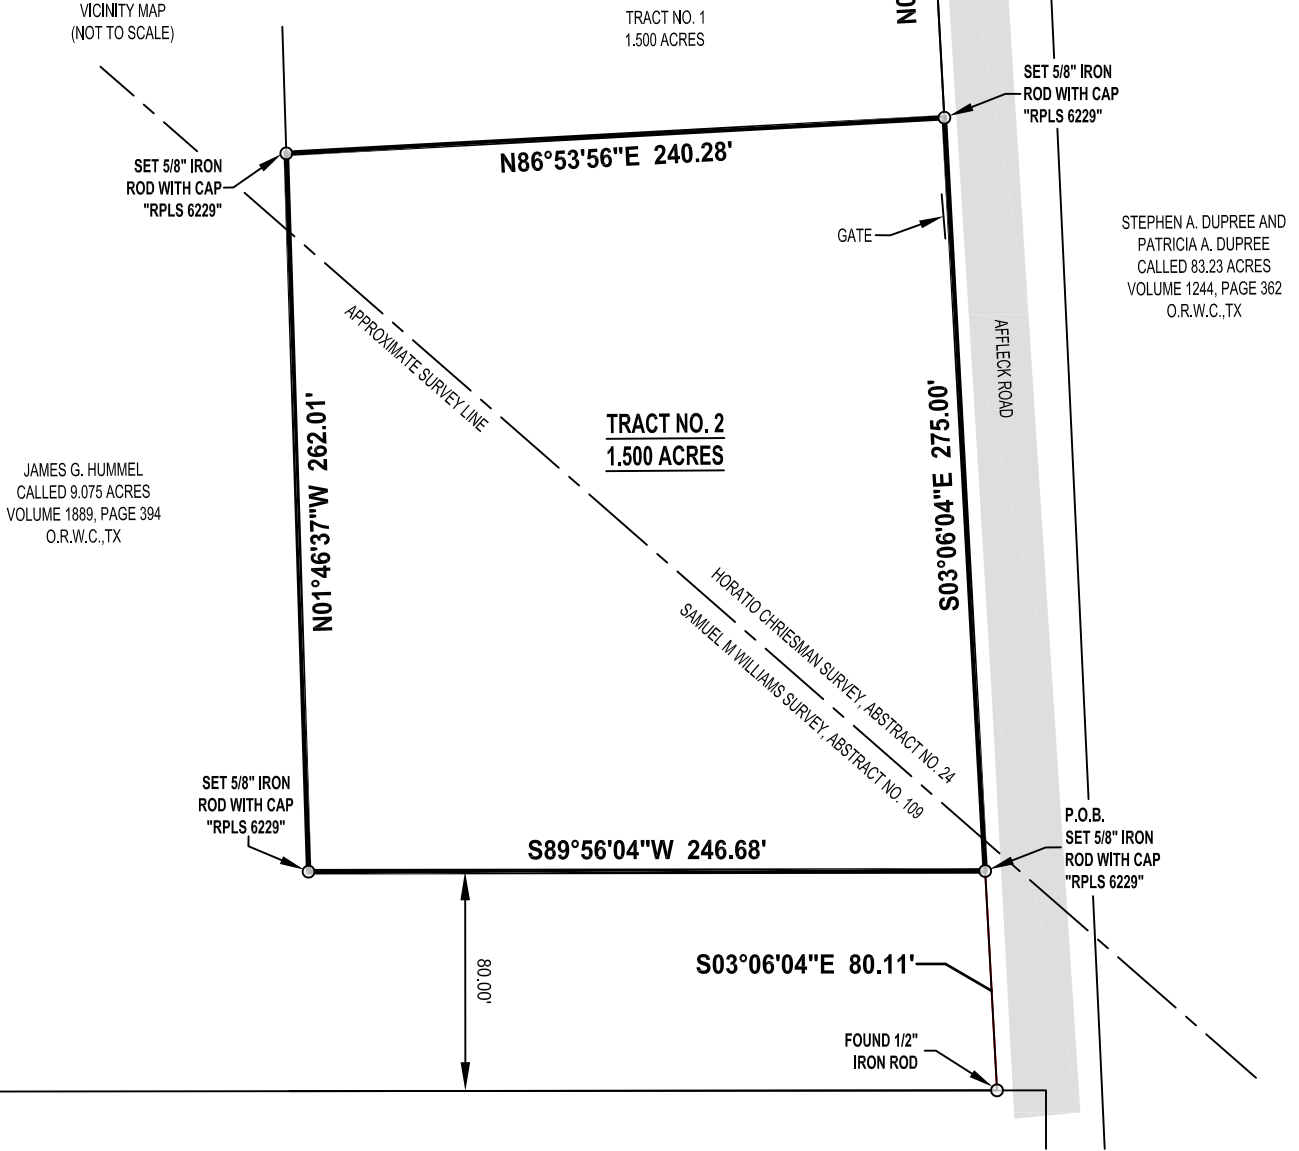 VICINITY MAP
(NOT TO SCALE)
TRACT NO. 1
1.500 ACRES
SET 5/8" IRON
ROD WITH CAP
"RPLS 6229"
SET 5/8" IRON
ROD WITH CAP
"RPLS 6229"
N86°53'56"E 240.28'
GATE
STEPHEN A. DUPREE AND
PATRICIA A. DUPREE
CALLED 83.23 ACRES
VOLUME 1244, PAGE 362
O.R.W.C.,TX
APPROXIMATE SURVEY LINE
AFFLECK ROAD
TRACT NO. 2
1.500 ACRES
N01°46'37"W 262.01'
S03°06'04"E 275.00'
JAMES G. HUMMEL
CALLED 9.075 ACRES
VOLUME 1889, PAGE 394
O.R.W.C.,TX
HORATIO CHRIESMAN SURVEY, ABSTRACT NO. 24
SAMUEL M WILLIAMS SURVEY, ABSTRACT NO. 109
SET 5/8" IRON
ROD WITH CAP
"RPLS 6229"
P.O.B.
SET 5/8" IRON
ROD WITH CAP
"RPLS 6229"
S89°56'04"W 246.68'
80.00'
S03°06'04"E 80.11'
FOUND 1/2"
IRON ROD